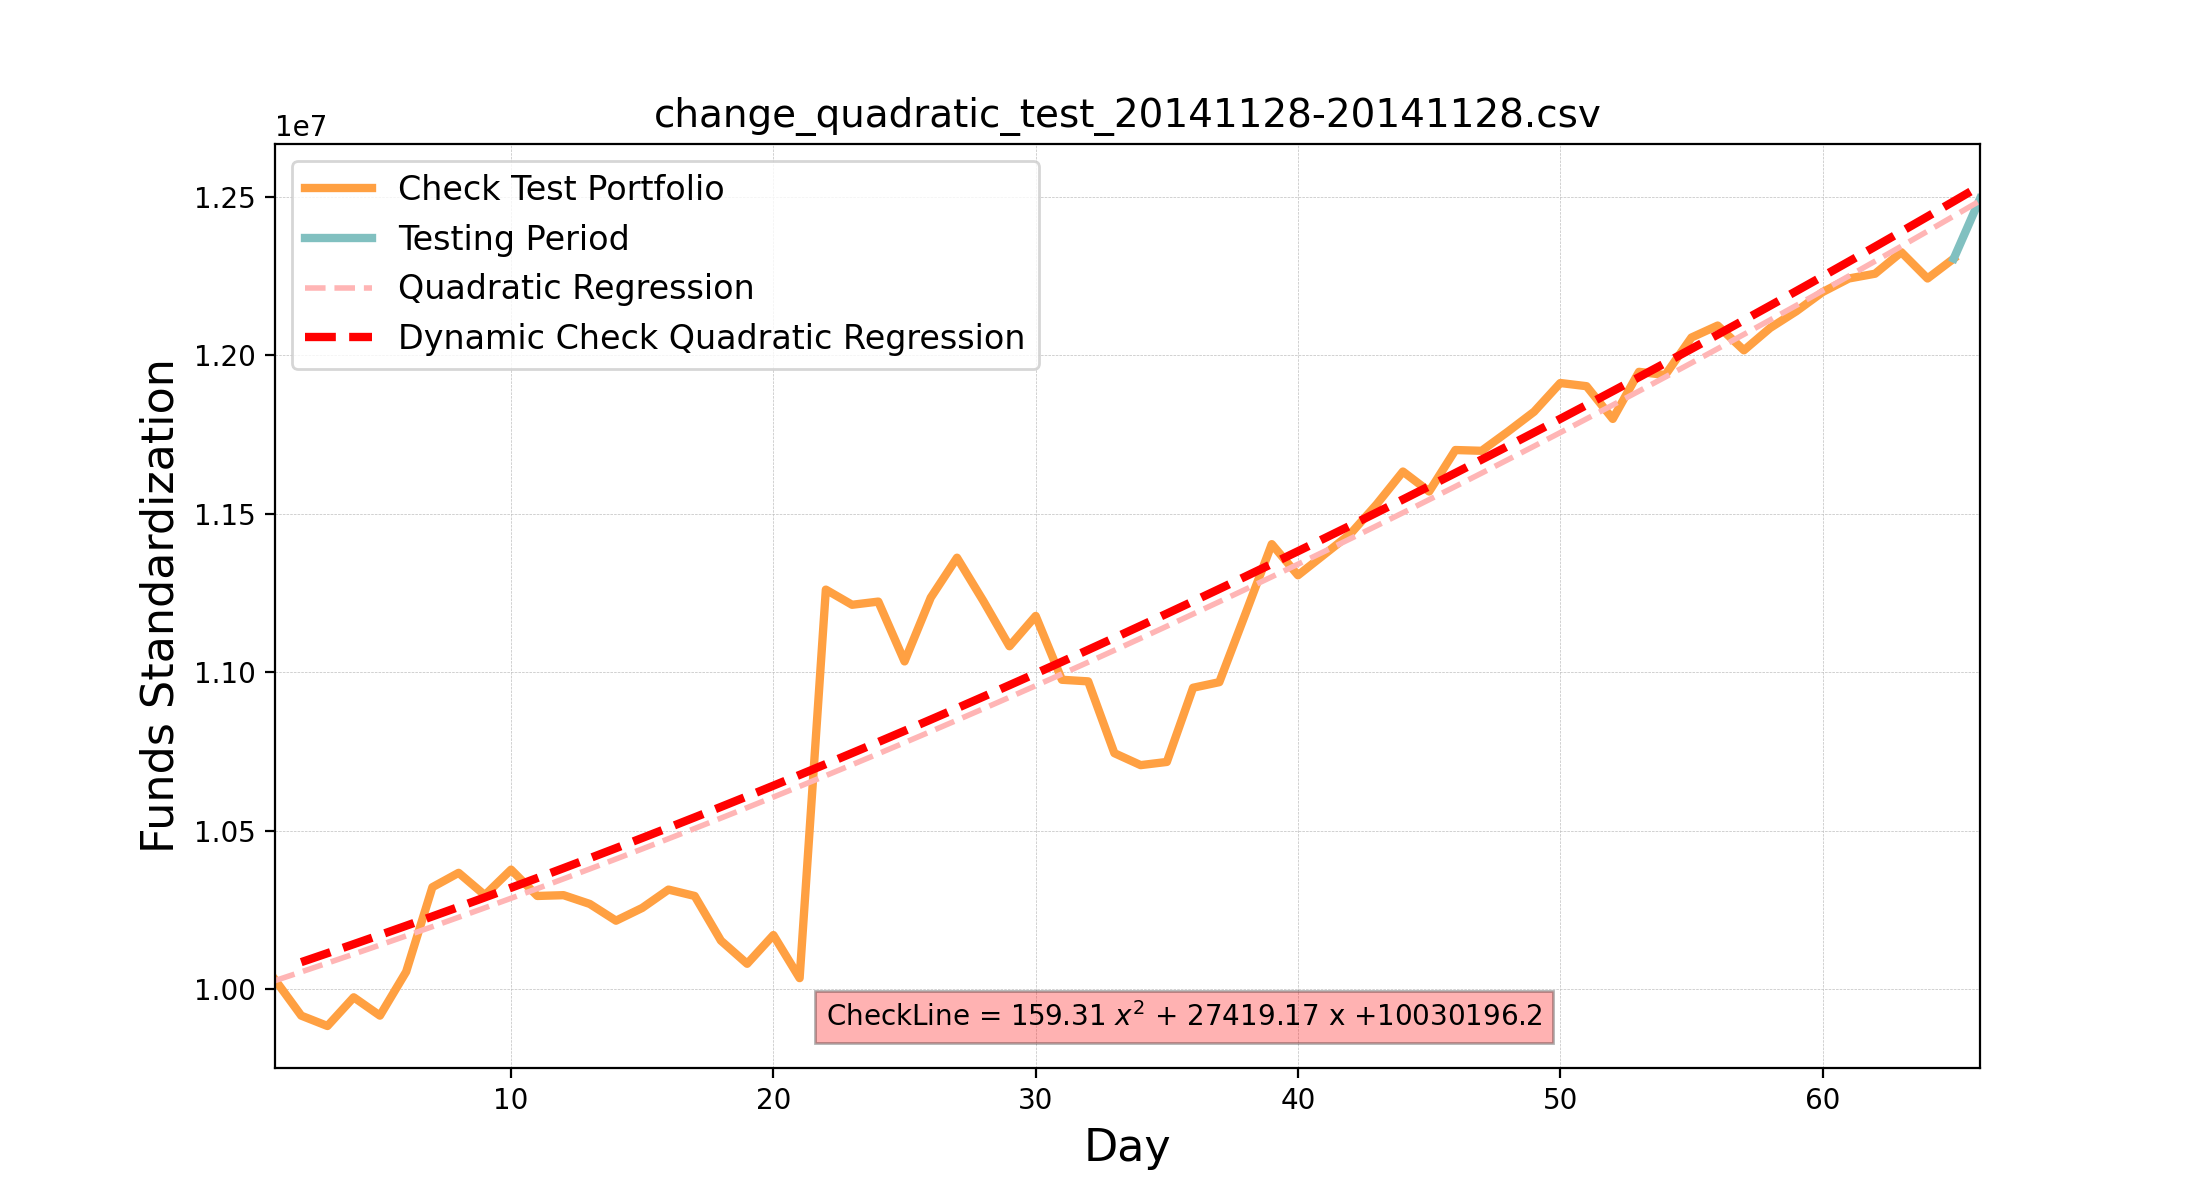 change_quadratic_test_20141128-20141128.csv
1e7
Check Test Portfolio
Testing Period
Quadratic Regression
Dynamic Check Quadratic Regression
1.25
1.20
1.15
1.10
1.05
1.00
Funds Standardization
CheckLine = 159.31 x² + 27419.17 x +10030196.2
10 20 30 40 50 60
Day